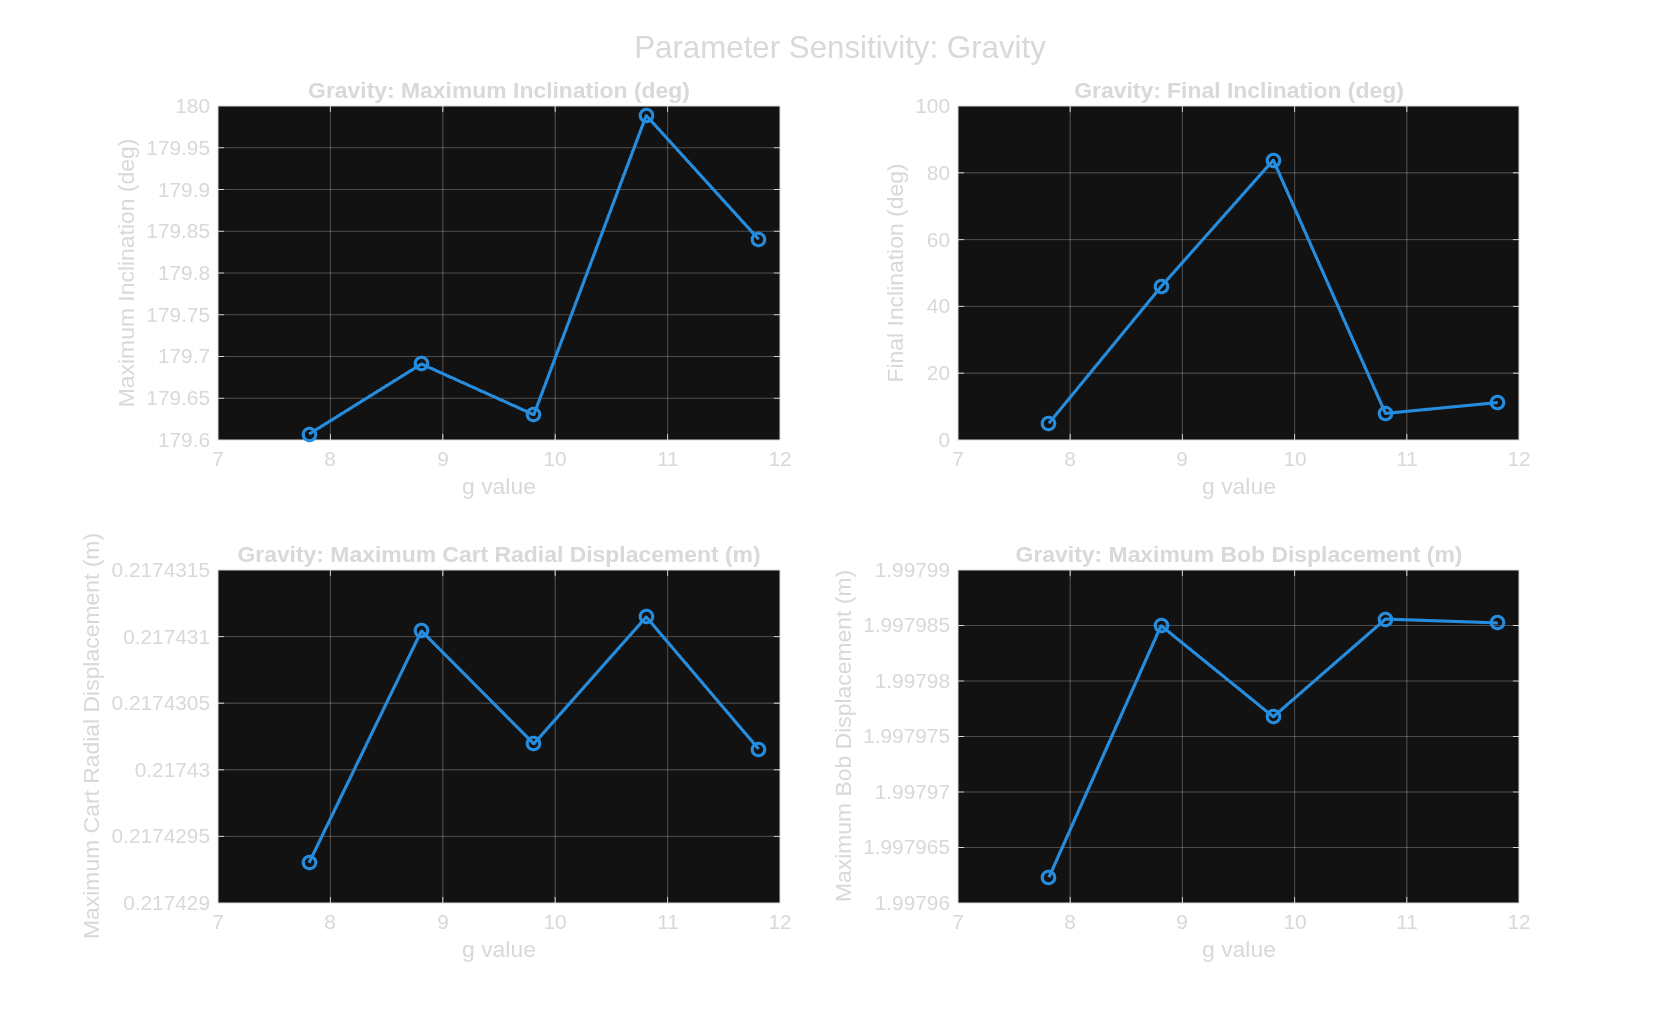 Parameter Sensitivity: Gravity
Gravity: Maximum Inclination (deg)
Maximum Inclination (deg)
180
179.95
179.9
179.85
179.8
179.75
179.7
179.65
179.6
7 8 9 10 11 12
g value
Gravity: Final Inclination (deg)
Final Inclination (deg)
100
80
60
40
20
0
7 8 9 10 11 12
g value
Gravity: Maximum Cart Radial Displacement (m)
Maximum Cart Radial Displacement (m)
0.2174315
0.217431
0.2174305
0.21743
0.2174295
0.217429
7 8 9 10 11 12
g value
Gravity: Maximum Bob Displacement (m)
Maximum Bob Displacement (m)
1.99799
1.997985
1.99798
1.997975
1.99797
1.997965
1.99796
7 8 9 10 11 12
g value